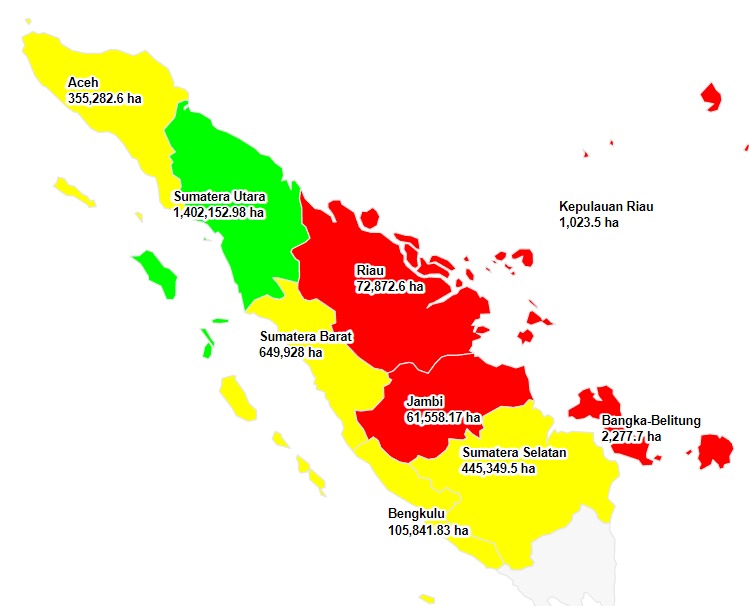 Aceh
355,282.6 ha
Sumatera Utara
1,402,152.98 ha
Kepulauan Riau
1,023.5 ha
Riau
72,872.6 ha
Sumatera Barat
649,928 ha
Jambi
61,558.17 ha
Bangka-Belitung
2,277.7 ha
Sumatera Selatan
445,349.5 ha
Bengkulu
105,841.83 ha